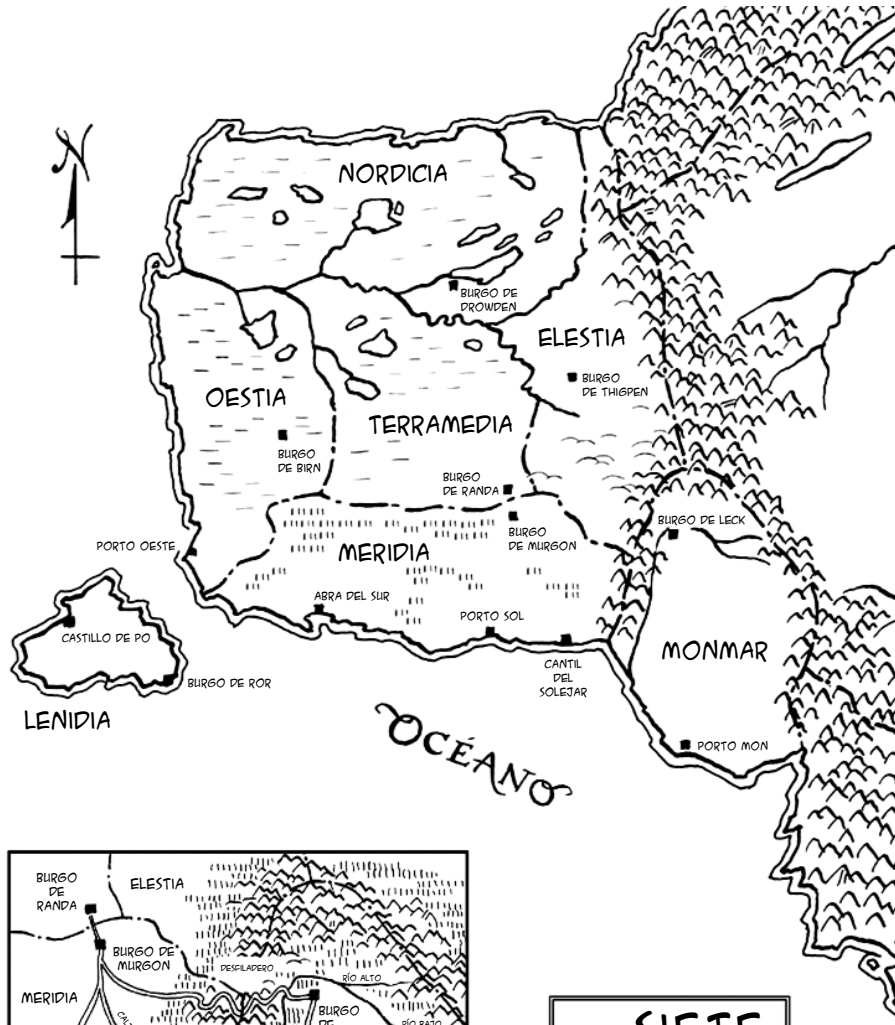 N
NORDICIA
BURGO DE
DROWDEN
ELESTIA
BURGO
DE THIGPEN
OESTIA
TERRAMEDIA
BURGO
DE BIRN
BURGO
DE RANDA
BURGO DE LECK
BURGO
DE MURGON
PORTO OESTE
MERIDIA
ABRA DEL SUR
PORTO SOL
CASTILLO DE PO
MONMAR
CANTIL
DEL
SOLEJAR
BURGO DE ROR
LENIDIA
OCÉANO
PORTO MON
BURGO
DE
RANDA
ELESTIA
BURGO DE
MURGON
DESFILADERO
RÍO ALTO
MERIDIA
BURGO
DE
RÍO BAJO
SIETE